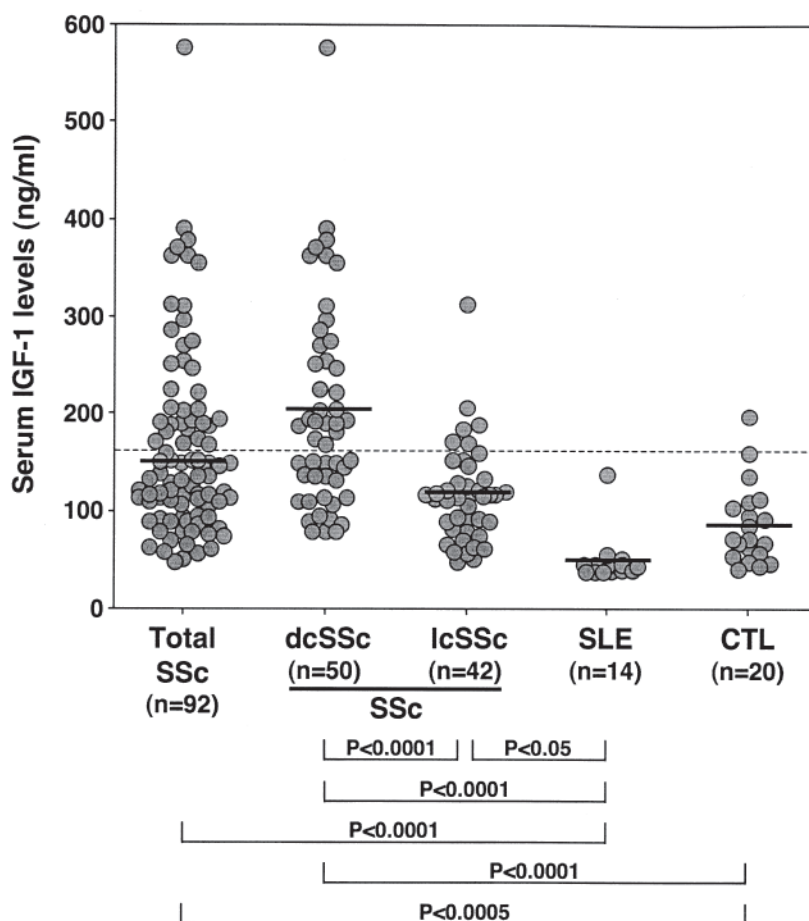 Serum IGF-1 levels (ng/ml)
600
500
400
300
200
100
0
Total SSc (n=92)
dcSSc (n=50)
lcSSc (n=42)
SLE (n=14)
CTL (n=20)
SSc
P<0.0001
P<0.05
P<0.0001
P<0.0001
P<0.0001
P<0.0005